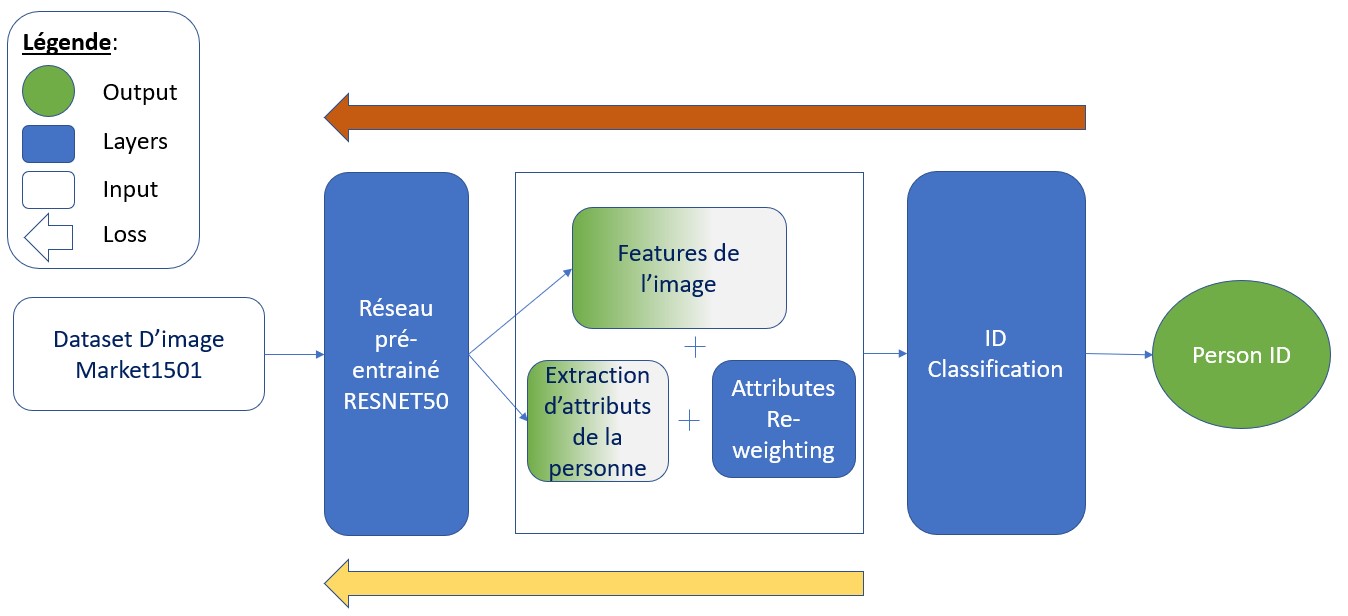 Légende:
Output
Layers
Input
Loss
Dataset D’image
Market1501
Réseau
pré-
entrainé
RESNET50
Features de
l’image
Extraction
d’attributs
de la
personne
Attributes
Re-
weighting
ID
Classification
Person ID